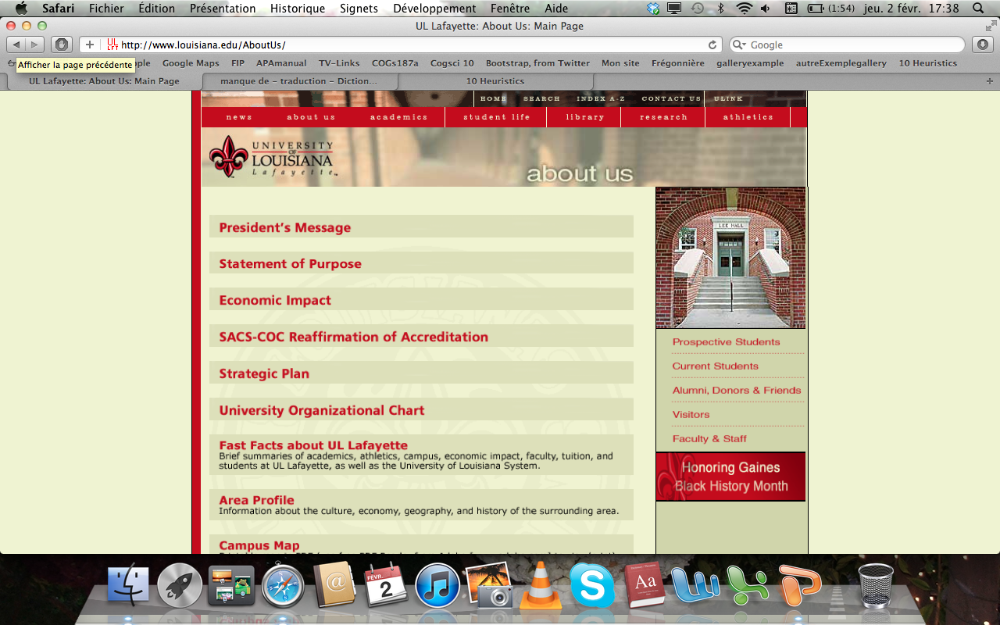 Safari Fichier Édition Présentation Historique Signets Développement Fenêtre Aide (1:54) jeu. 2 févr. 17:38
UL Lafayette: About Us: Main Page
UL LFT http://www.louisiana.edu/AboutUs/ Google
Google Maps FIP APAmanual TV-Links COGs187a Cogsci 10 Bootstrap, from Twitter Mon site Frégonnière galleryexample autreExemplegallery 10 Heuristics
Afficher la page précédente
UL Lafayette: About Us: Main Page manque de – traduction – Diction... 10 Heuristics
HOME SEARCH INDEX A-Z CONTACT US ULINK
news about us academics student life library research athletics
UNIVERSITY
OF
LOUISIANA
Lafayette™
about us
LEE HALL
President's Message
Statement of Purpose
Economic Impact
SACS-COC Reaffirmation of Accreditation
Strategic Plan
University Organizational Chart
Fast Facts about UL Lafayette
Brief summaries of academics, athletics, campus, economic impact, faculty, tuition, and
students at UL Lafayette, as well as the University of Louisiana System.
Area Profile
Information about the culture, economy, geography, and history of the surrounding area.
Campus Map
Prospective Students
Current Students
Alumni, Donors & Friends
Visitors
Faculty & Staff
Honoring Gaines
Black History Month
FÉVR.
2
Aa